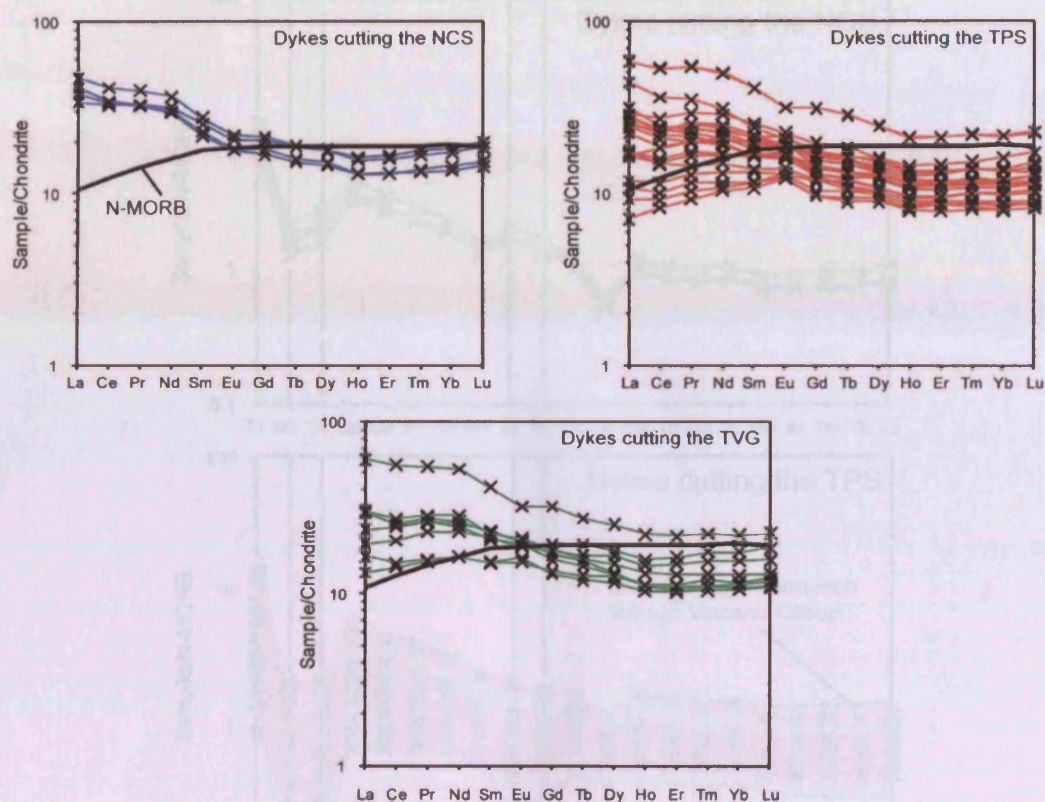 100
Dykes cutting the NCS
Sample/Chondrite
10
N-MORB
1
La Ce Pr Nd Sm Eu Gd Tb Dy Ho Er Tm Yb Lu
100
Dykes cutting the TPS
Sample/Chondrite
10
1
La Ce Pr Nd Sm Eu Gd Tb Dy Ho Er Tm Yb Lu
100
Dykes cutting the TVG
Sample/Chondrite
10
1
La Ce Pr Nd Sm Eu Gd Tb Dy Ho Er Tm Yb Lu